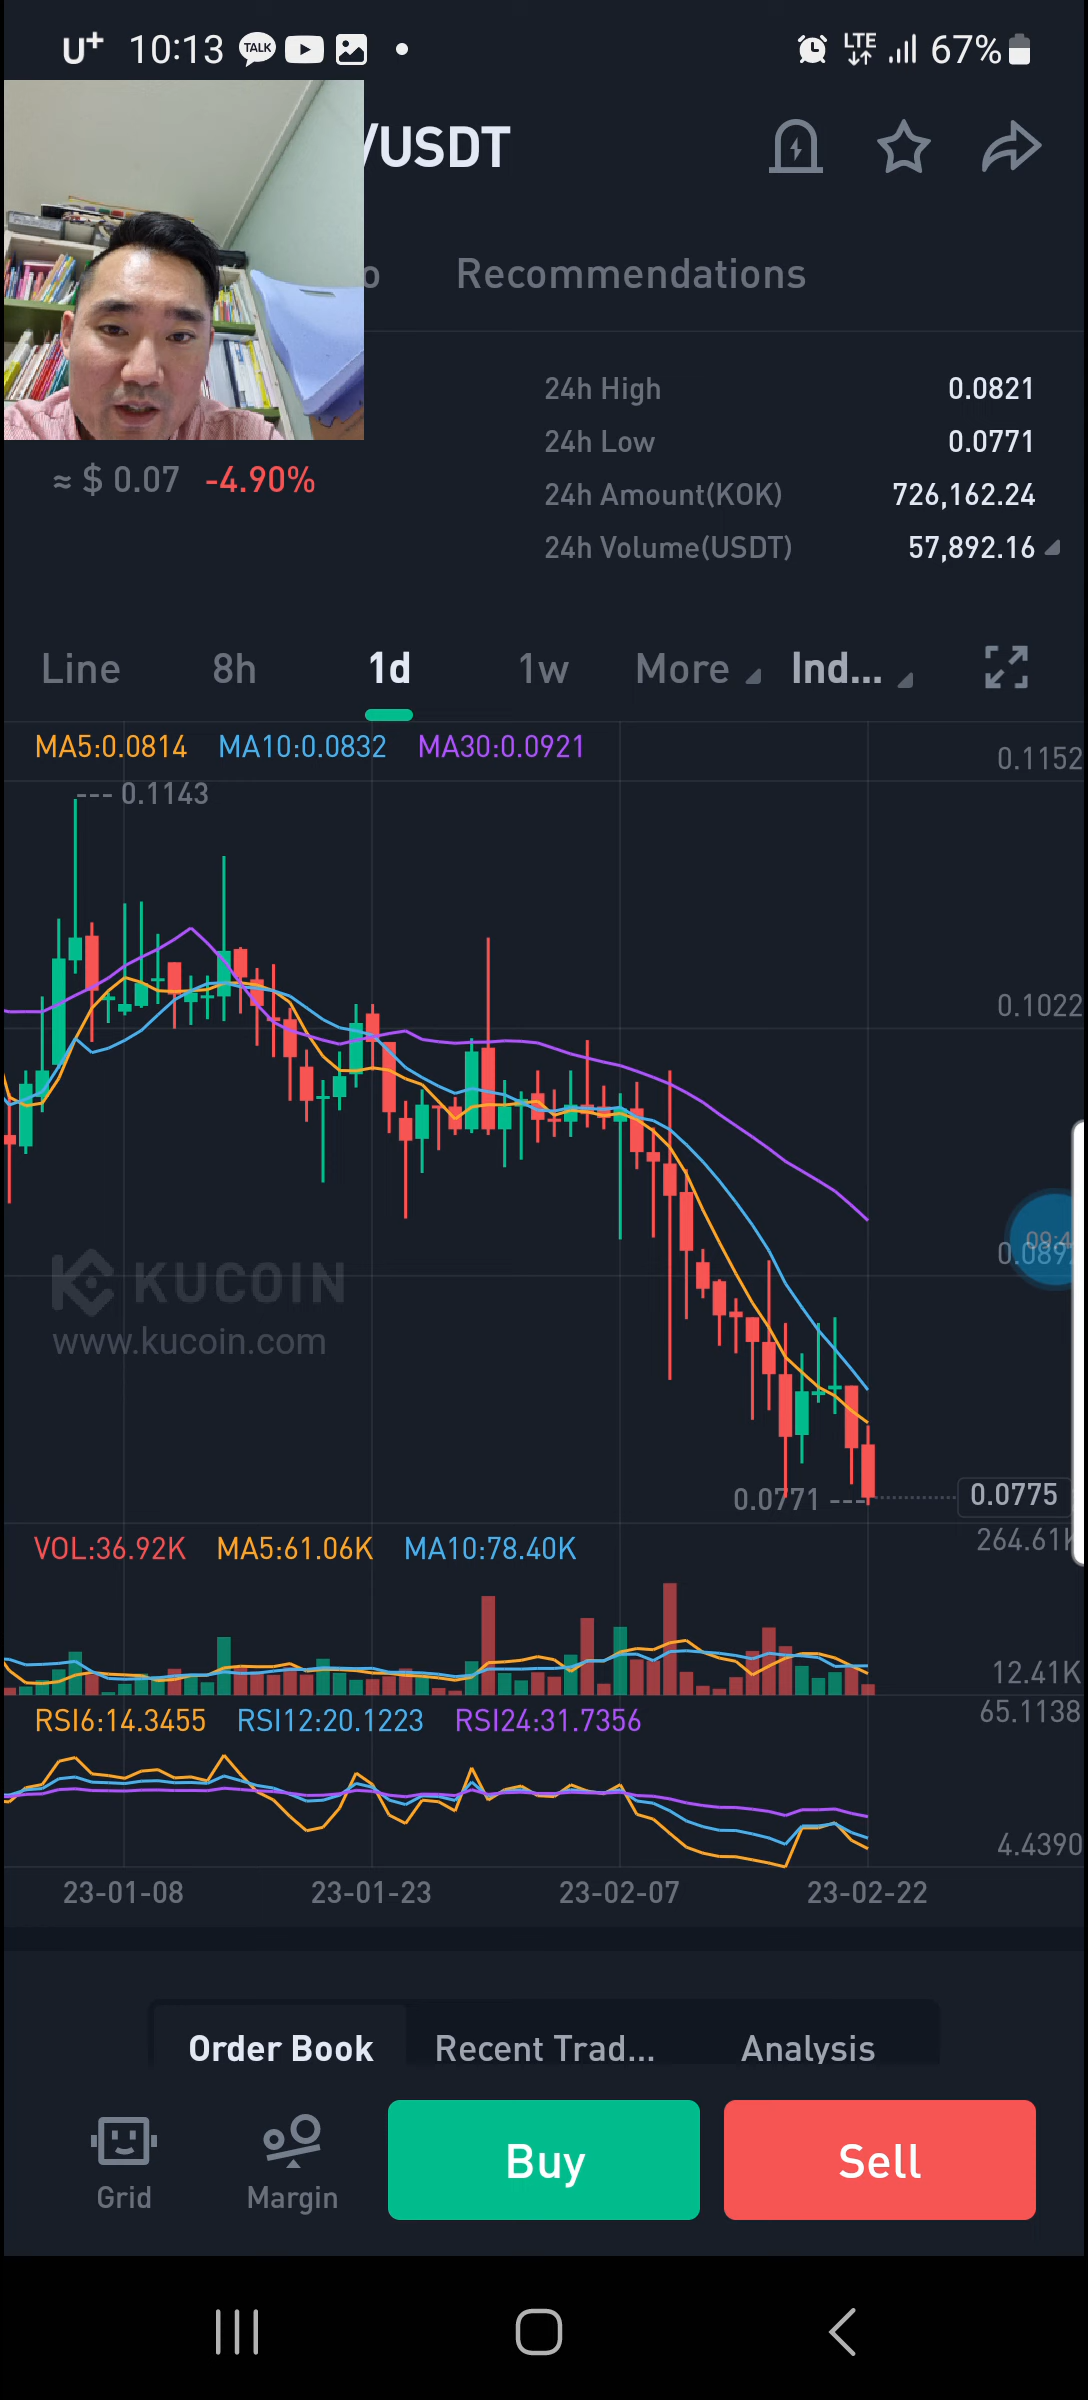 U+ 10:13 TALK LTE 67%
/USDT
o Recommendations
24h High 0.0821
24h Low 0.0771
≈ $ 0.07 -4.90%
24h Amount(KOK) 726,162.24
24h Volume(USDT) 57,892.16
Line 8h 1d 1w More Ind...
MA5:0.0814 MA10:0.0832 MA30:0.0921
0.1152
--- 0.1143
0.1022
09:4
0.089
KUCOIN
www.kucoin.com
0.0771 --- 0.0775
VOL:36.92K MA5:61.06K MA10:78.40K
264.61K
12.41K
RSI6:14.3455 RSI12:20.1223 RSI24:31.7356
65.1138
4.4390
23-01-08 23-01-23 23-02-07 23-02-22
Order Book Recent Trad... Analysis
Grid Margin Buy Sell